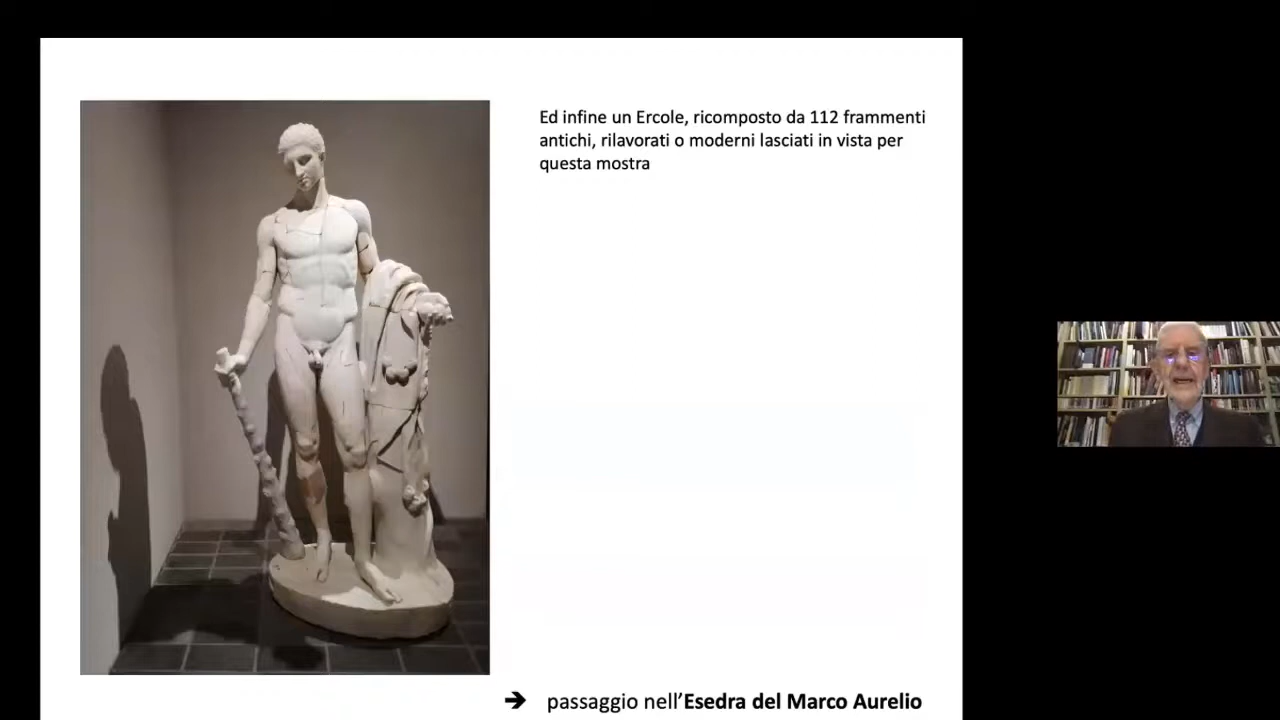 Ed infine un Ercole, ricomposto da 112 frammenti
antichi, rilavorati o moderni lasciati in vista per
questa mostra
➔ passaggio nell’Esedra del Marco Aurelio